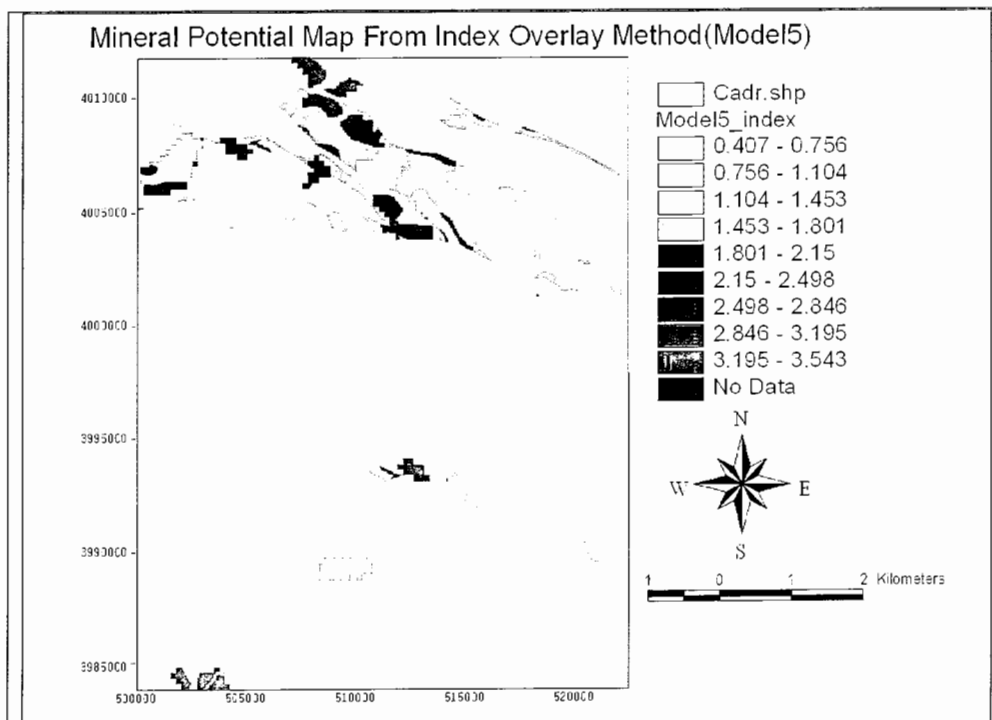 Mineral Potential Map From Index Overlay Method(Model5)
Cadr.shp
Model5_index
0.407 - 0.756
0.756 - 1.104
1.104 - 1.453
1.453 - 1.801
1.801 - 2.15
2.15 - 2.498
2.498 - 2.846
2.846 - 3.195
3.195 - 3.543
No Data
N
W E
S
1 0 1 2 Kilometers
4010000
4005000
4000000
3995000
3990000
3985000
500000 505000 510000 515000 520000